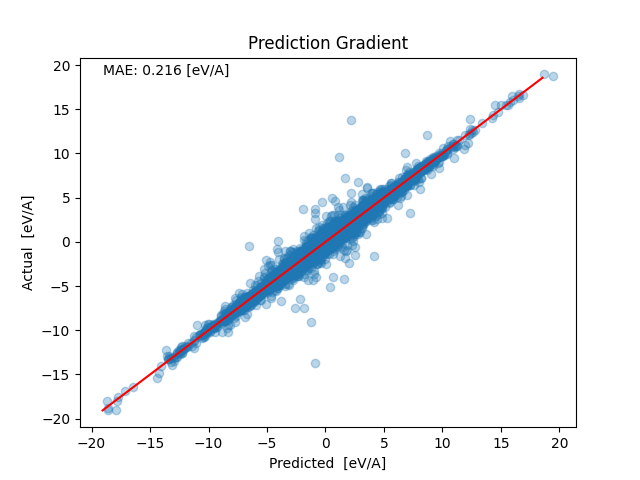 Prediction Gradient
MAE: 0.216 [eV/A]
20
15
10
5
0
−5
−10
−15
−20
Actual  [eV/A]
−20 −15 −10 −5 0 5 10 15 20
Predicted  [eV/A]